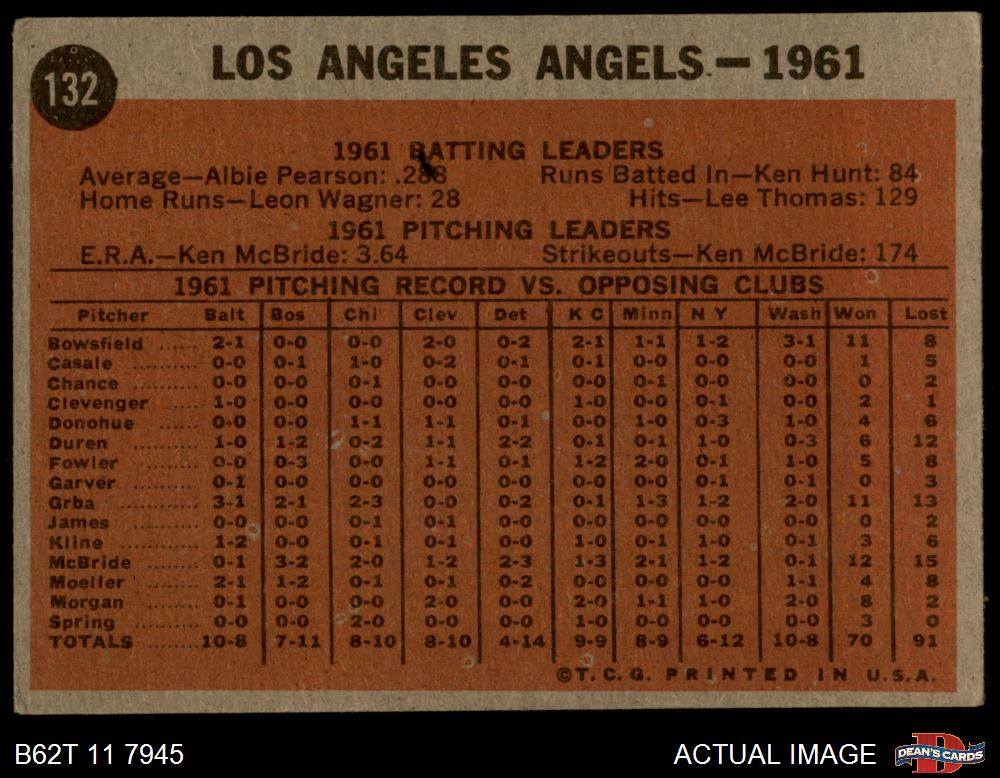 132
LOS ANGELES ANGELS — 1961
1961 BATTING LEADERS
Average—Albie Pearson: .288 Runs Batted In—Ken Hunt: 84
Home Runs—Leon Wagner: 28 Hits—Lee Thomas: 129
1961 PITCHING LEADERS
E.R.A.—Ken McBride: 3.64 Strikeouts—Ken McBride: 174
1961 PITCHING RECORD VS. OPPOSING CLUBS
Pitcher Balt Bos Chi Clev Det K C Minn N Y Wash Won Lost
Bowsfield ...... 2-1 0-0 0-0 2-0 0-2 2-1 1-1 1-2 3-1 11 8
Casale .......... 0-0 0-1 1-0 0-2 0-1 0-1 0-0 0-0 0-0 1 5
Chance .......... 0-0 0-0 0-1 0-0 0-0 0-0 0-1 0-0 0-0 0 2
Clevenger ..... 1-0 0-0 0-0 0-0 0-0 1-0 0-0 0-1 0-0 2 1
Donohue ........ 0-0 0-0 1-1 1-1 0-1 0-0 1-0 0-3 1-0 4 6
Duren ............ 1-0 1-2 0-2 1-1 2-2 0-1 0-1 1-0 0-3 6 12
Fowler ........... 0-0 0-3 0-0 1-1 0-1 1-2 2-0 0-1 1-0 5 8
Garver ........... 0-1 0-0 0-0 0-0 0-0 0-0 0-0 0-1 0-1 0 3
Grba .............. 3-1 2-1 2-3 0-0 0-2 0-1 1-3 1-2 2-0 11 13
James ............ 0-0 0-0 0-1 0-1 0-0 0-0 0-0 0-0 0-0 0 2
Kline .............. 1-2 0-0 0-1 0-1 1-0 0-1 0-0 0-1 1-0 3 6
McBride ......... 0-1 3-2 2-0 1-2 2-3 1-3 2-1 1-2 0-1 12 15
Moeller .......... 2-1 1-2 0-1 0-1 0-2 0-0 0-0 0-0 1-1 4 8
Morgan .......... 0-1 0-0 0-0 2-0 0-0 2-0 1-1 1-0 2-0 8 2
Spring ............ 0-0 0-0 2-0 0-0 0-0 1-0 0-0 0-0 0-0 3 0
TOTALS ......... 10-8 7-11 8-10 8-10 4-14 9-9 8-9 6-12 10-8 70 91
©T. C. G. PRINTED IN U.S.A.
B62T 11 7945 ACTUAL IMAGE
DEAN'S CARDS